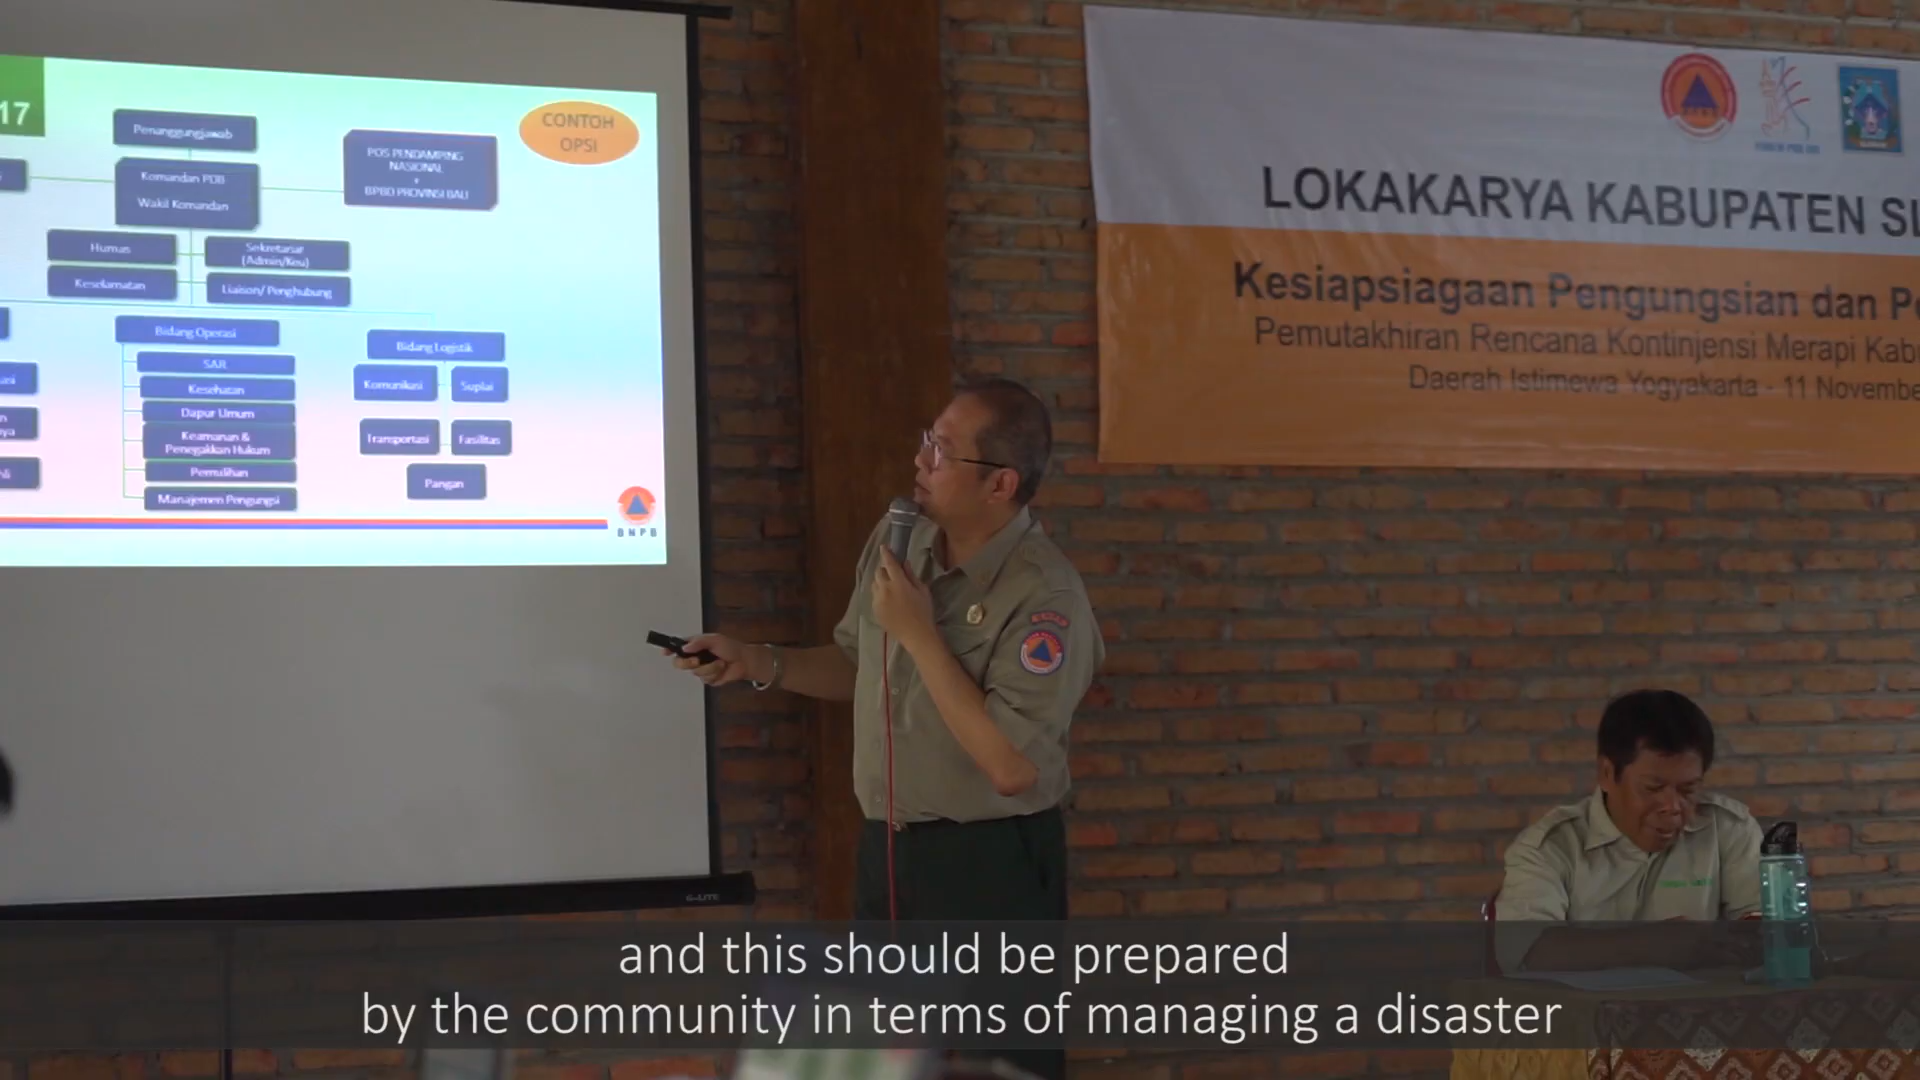 17
CONTOH
OPSI
Penanggungjawab
POS PENDAMPING
NASIONAL
+
BPBD PROVINSI BALI
Komandan PDB
Wakil Komandan
Humas
Sekretariat
(Admin/Keu)
Keselamatan
Liaison/ Penghubung
Bidang Operasi
SAR
Kesehatan
Dapur Umum
Keamanan &
Penegakkan Hukum
Pemulihan
Manajemen Pengungsi
Bidang Logistik
Komunikasi
Suplai
Transportasi
Fasilitas
Pangan
BNPB
LOKAKARYA KABUPATEN SL
Kesiapsiagaan Pengungsian dan Pe
Pemutakhiran Rencana Kontinjensi Merapi Kabu
Daerah Istimewa Yogyakarta - 11 Novembe
G-LITE
and this should be prepared
by the community in terms of managing a disaster